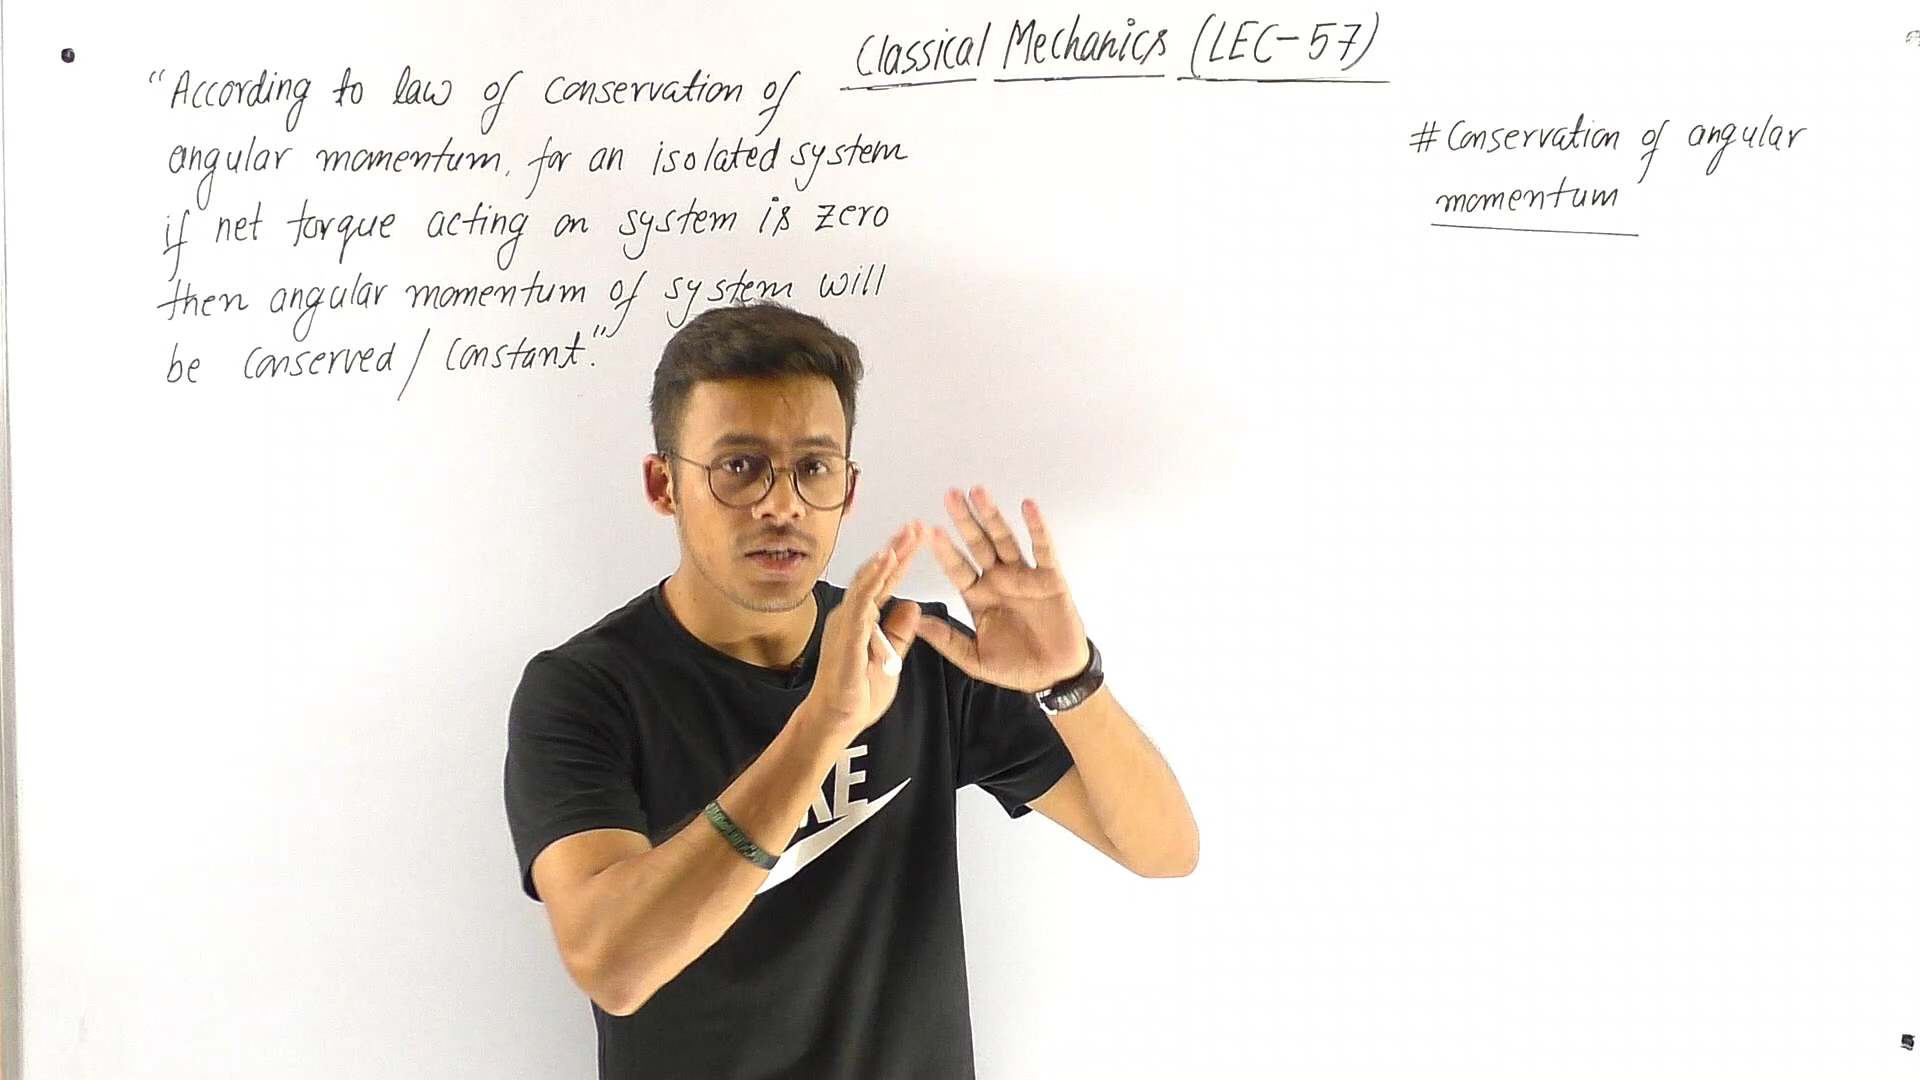 Classical Mechanics (LEC-57)
"According to law of conservation of
angular momentum, for an isolated system
if net torque acting on system is zero
then angular momentum of system will
be conserved / constant."
# Conservation of angular
momentum
KE